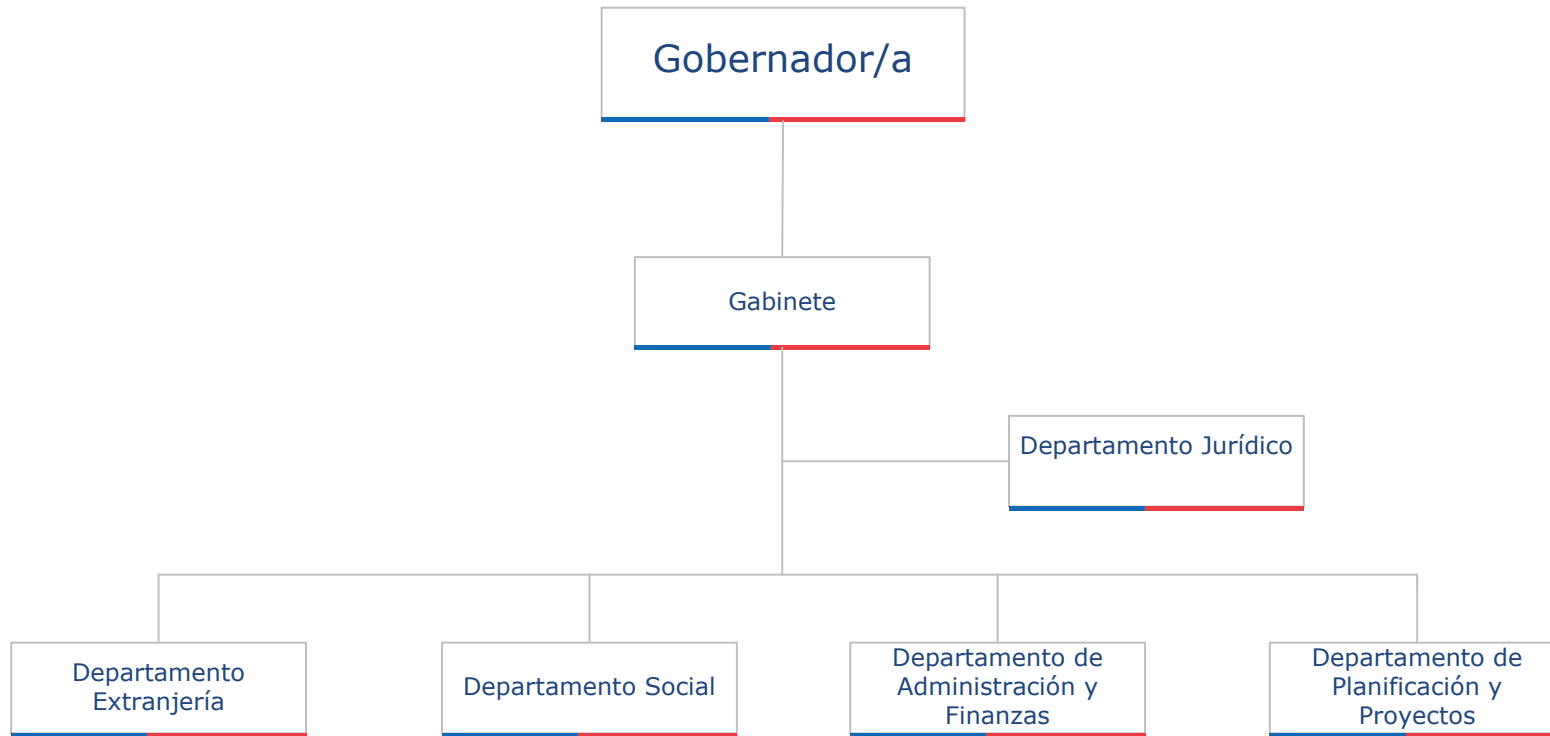 Gobernador/a
Gabinete
Departamento Jurídico
Departamento
Extranjería
Departamento Social
Departamento de
Administración y
Finanzas
Departamento de
Planificación y
Proyectos